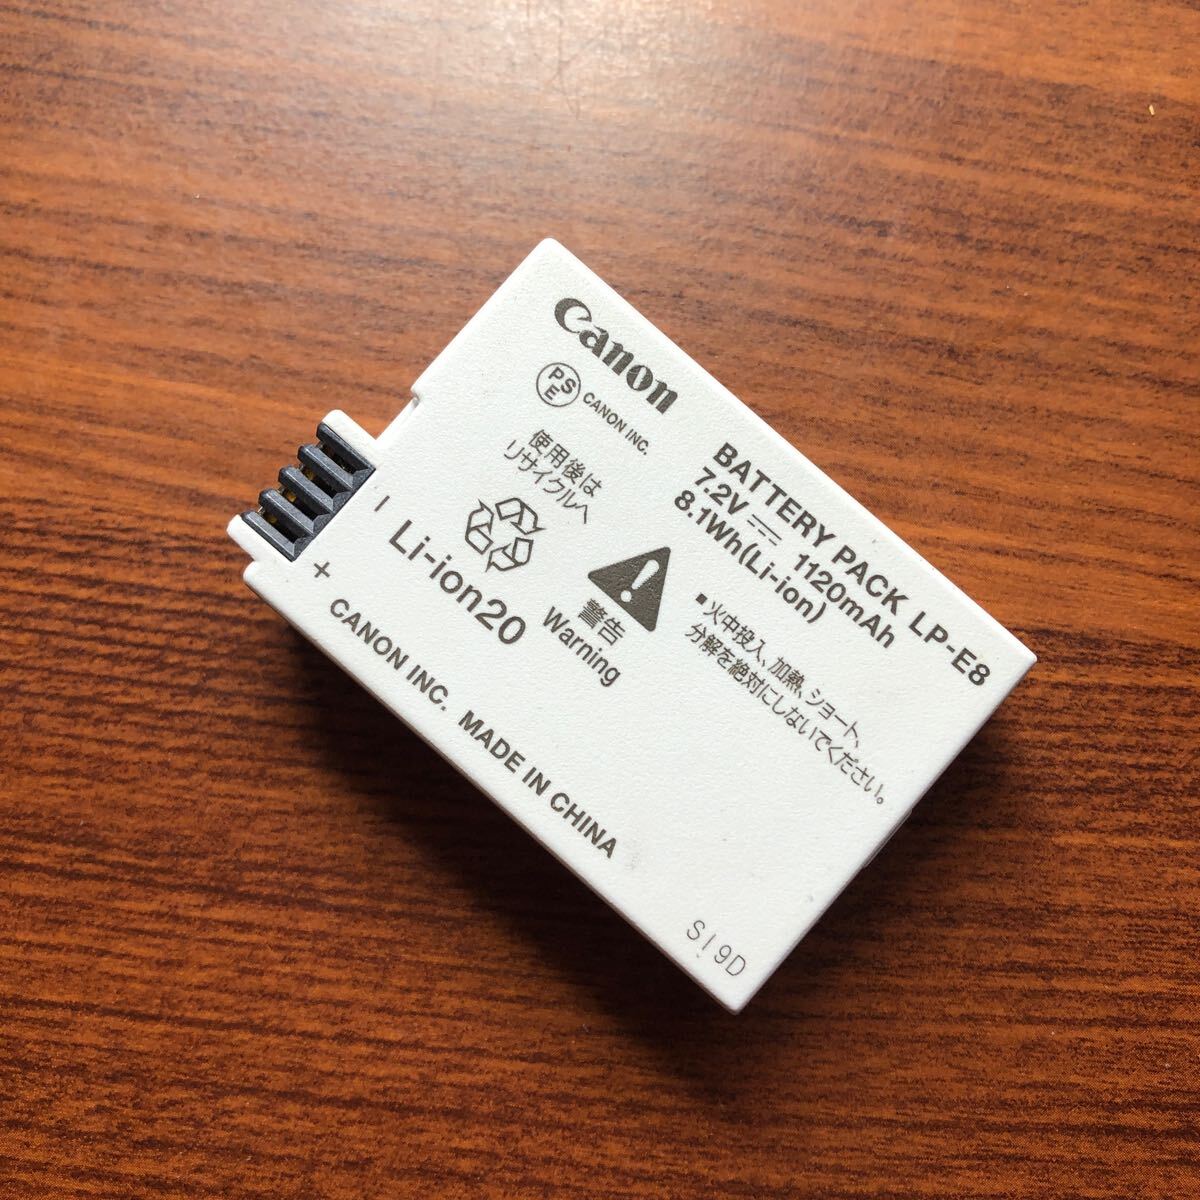 Canon
PSE CANON INC.
BATTERY PACK LP-E8
7.2V ⎓ 1120mAh
8.1Wh(Li-ion)
使用後は
リサイクルへ
Li-ion20
警告
Warning
■火中投入、加熱、ショート、
分解を絶対にしないでください。
－
+
CANON INC. MADE IN CHINA
SI9D